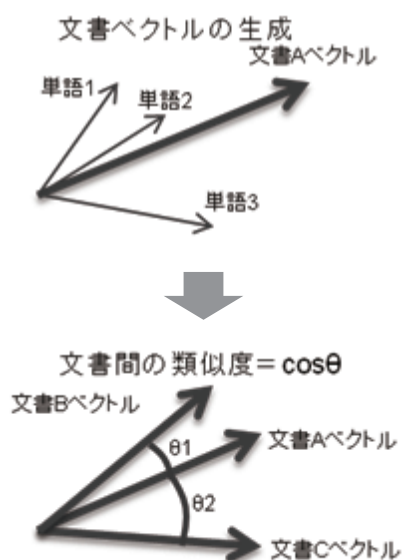 文書ベクトルの生成
文書Aベクトル
単語1
単語2
単語3
文書間の類似度=cosθ
文書Bベクトル
文書Aベクトル
θ1
θ2
文書Cベクトル